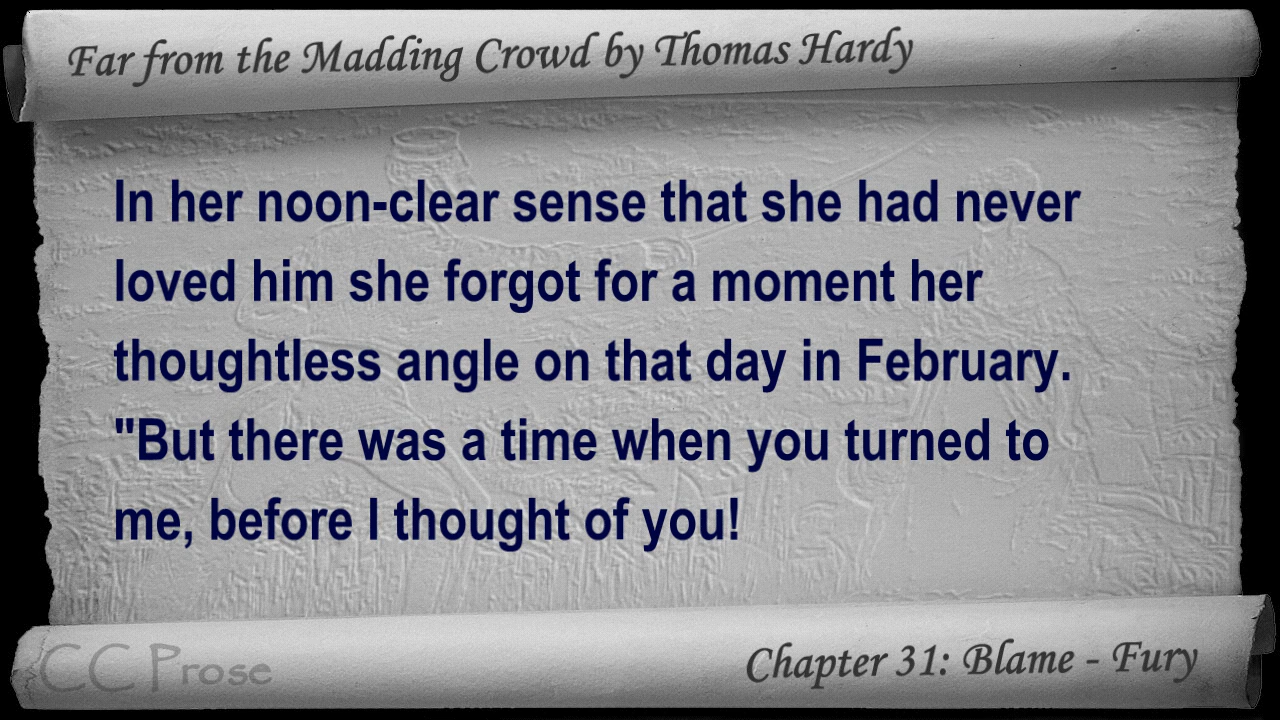 Far from the Madding Crowd by Thomas Hardy
In her noon-clear sense that she had never
loved him she forgot for a moment her
thoughtless angle on that day in February.
"But there was a time when you turned to
me, before I thought of you!
CC Prose
Chapter 31: Blame - Fury